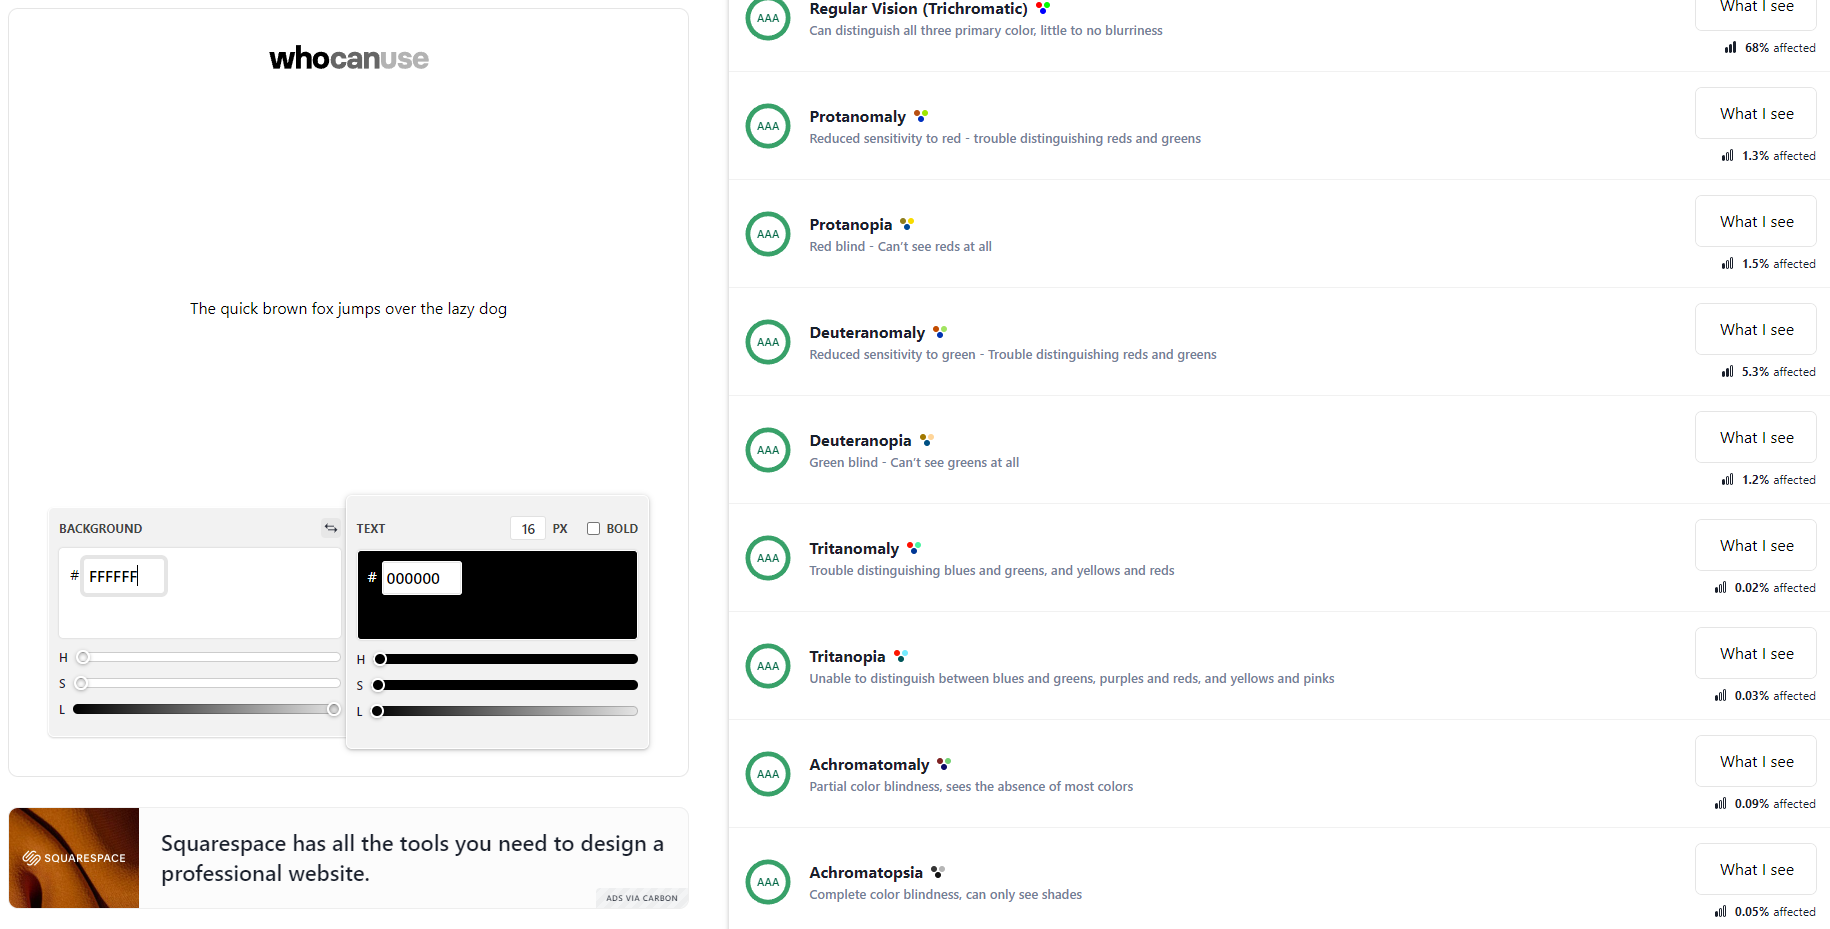 whocanuse
The quick brown fox jumps over the lazy dog
BACKGROUND
# FFFFFF
H
S
L
TEXT
16 PX
BOLD
# 000000
H
S
L
SQUARESPACE
Squarespace has all the tools you need to design a
professional website.
ADS VIA CARBON
AAA
Regular Vision (Trichromatic)
Can distinguish all three primary color, little to no blurriness
What I see
68% affected
AAA
Protanomaly
Reduced sensitivity to red - trouble distinguishing reds and greens
What I see
1.3% affected
AAA
Protanopia
Red blind - Can’t see reds at all
What I see
1.5% affected
AAA
Deuteranomaly
Reduced sensitivity to green - Trouble distinguishing reds and greens
What I see
5.3% affected
AAA
Deuteranopia
Green blind - Can’t see greens at all
What I see
1.2% affected
AAA
Tritanomaly
Trouble distinguishing blues and greens, and yellows and reds
What I see
0.02% affected
AAA
Tritanopia
Unable to distinguish between blues and greens, purples and reds, and yellows and pinks
What I see
0.03% affected
AAA
Achromatomaly
Partial color blindness, sees the absence of most colors
What I see
0.09% affected
AAA
Achromatopsia
Complete color blindness, can only see shades
What I see
0.05% affected